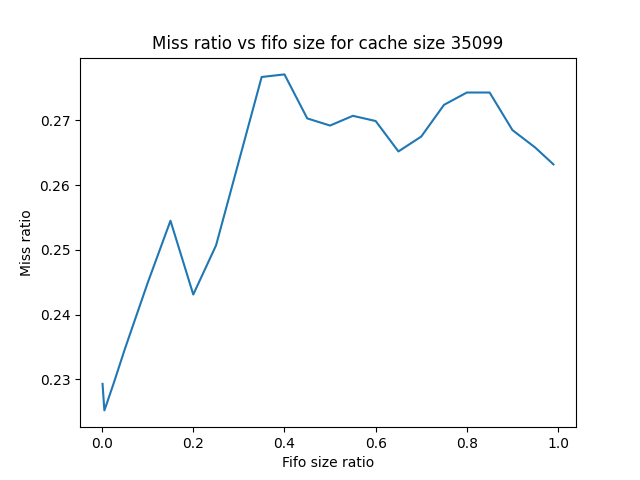 Miss ratio vs fifo size for cache size 35099
Miss ratio
0.27
0.26
0.25
0.24
0.23
0.0 0.2 0.4 0.6 0.8 1.0
Fifo size ratio